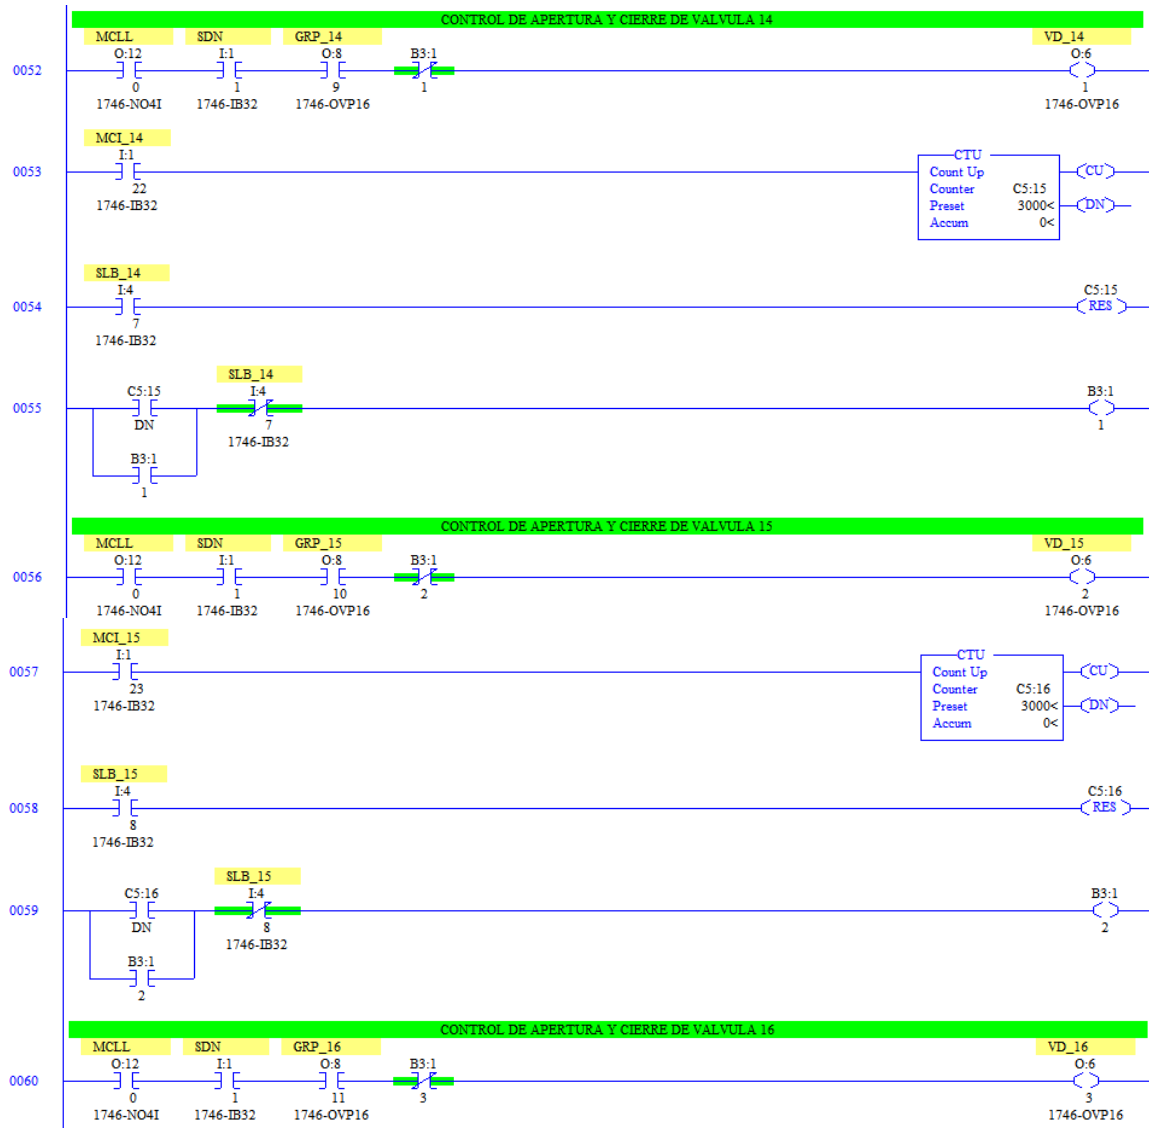 CONTROL DE APERTURA Y CIERRE DE VALVULA 14
MCLL SDN GRP_14 VD_14
O:12 I:1 O:8 B3:1 O:6
0052
0 1 9 1 1
1746-NO4I 1746-IB32 1746-OVP16 1746-OVP16
MCI_14
I:1
0053
22
1746-IB32
CTU
Count Up
Counter C5:15
Preset 3000<
Accum 0<
CU
DN
SLB_14
I:4
0054
7
1746-IB32
C5:15
RES
SLB_14
C5:15 I:4 B3:1
0055
DN 7 1
1746-IB32
B3:1
1
CONTROL DE APERTURA Y CIERRE DE VALVULA 15
MCLL SDN GRP_15 VD_15
O:12 I:1 O:8 B3:1 O:6
0056
0 1 10 2 2
1746-NO4I 1746-IB32 1746-OVP16 1746-OVP16
MCI_15
I:1
0057
23
1746-IB32
CTU
Count Up
Counter C5:16
Preset 3000<
Accum 0<
CU
DN
SLB_15
I:4
0058
8
1746-IB32
C5:16
RES
SLB_15
C5:16 I:4 B3:1
0059
DN 8 2
1746-IB32
B3:1
2
CONTROL DE APERTURA Y CIERRE DE VALVULA 16
MCLL SDN GRP_16 VD_16
O:12 I:1 O:8 B3:1 O:6
0060
0 1 11 3 3
1746-NO4I 1746-IB32 1746-OVP16 1746-OVP16